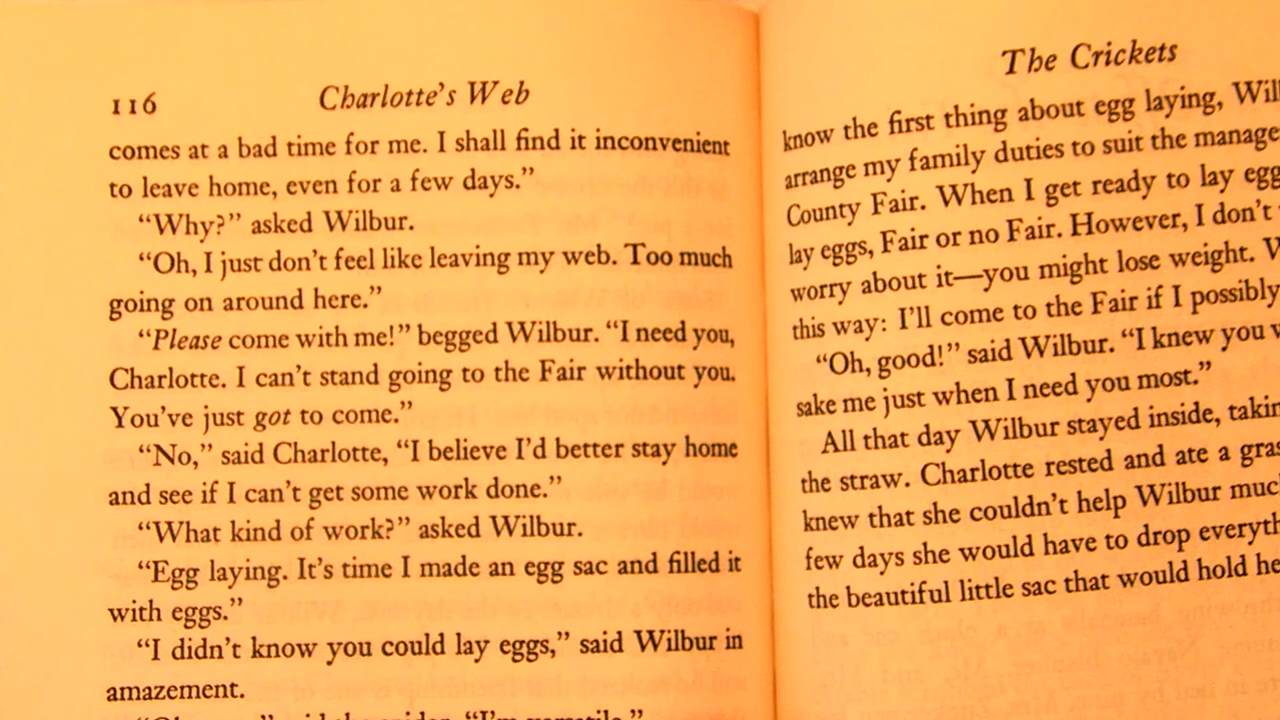 116
Charlotte's Web
comes at a bad time for me. I shall find it inconvenient
to leave home, even for a few days.”
“Why?” asked Wilbur.
“Oh, I just don't feel like leaving my web. Too much
going on around here.”
“Please come with me!” begged Wilbur. “I need you,
Charlotte. I can't stand going to the Fair without you.
You've just got to come.”
“No,” said Charlotte, “I believe I'd better stay home
and see if I can't get some work done.”
“What kind of work?” asked Wilbur.
“Egg laying. It's time I made an egg sac and filled it
with eggs.”
“I didn't know you could lay eggs,” said Wilbur in
amazement.
said the spider. “I'm versatile.”
The Crickets
know the first thing about egg laying,
arrange my family duties to suit the
County Fair. When I get ready to lay
lay eggs, Fair or no Fair. However, I don't
worry about it—you might lose weight.
this way: I'll come to the Fair if I possibly
“Oh, good!” said Wilbur. “I knew you
sake me just when I need you most.”
All that day Wilbur stayed inside,
the straw. Charlotte rested and ate a
knew that she couldn't help Wilbur
few days she would have to drop
the beautiful little sac that would hold